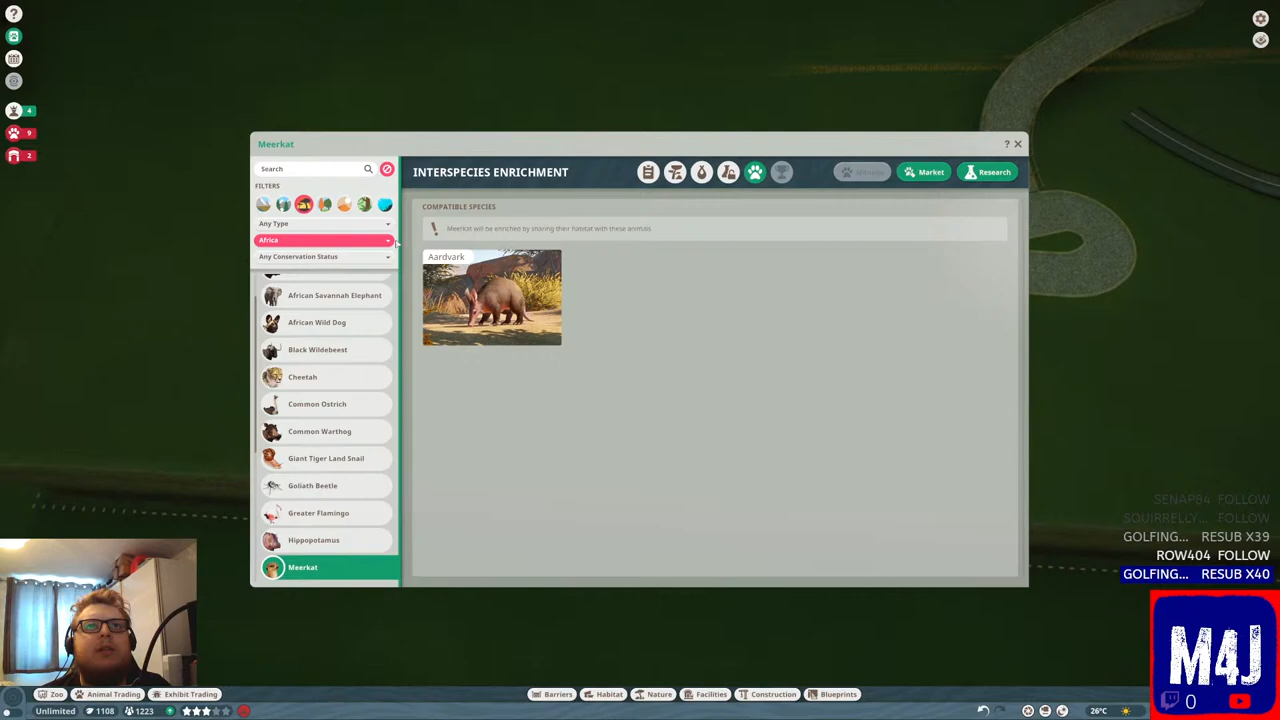 ?
4
9
2
Meerkat
?
Search
FILTERS
Any Type
Africa
Any Conservation Status
African Savannah Elephant
African Wild Dog
Black Wildebeest
Cheetah
Common Ostrich
Common Warthog
Giant Tiger Land Snail
Goliath Beetle
Greater Flamingo
Hippopotamus
Meerkat
INTERSPECIES ENRICHMENT
Market
Research
COMPATIBLE SPECIES
! Meerkat will be enriched by sharing their habitat with these animals
Aardvark
SENAP84 FOLLOW
SQUIRRELLY... FOLLOW
GOLFING... RESUB X39
ROW404 FOLLOW
GOLFING... RESUB X40
M4J
0
Zoo
Animal Trading
Exhibit Trading
Barriers
Habitat
Nature
Facilities
Construction
Blueprints
Unlimited
1108
1223
26°C